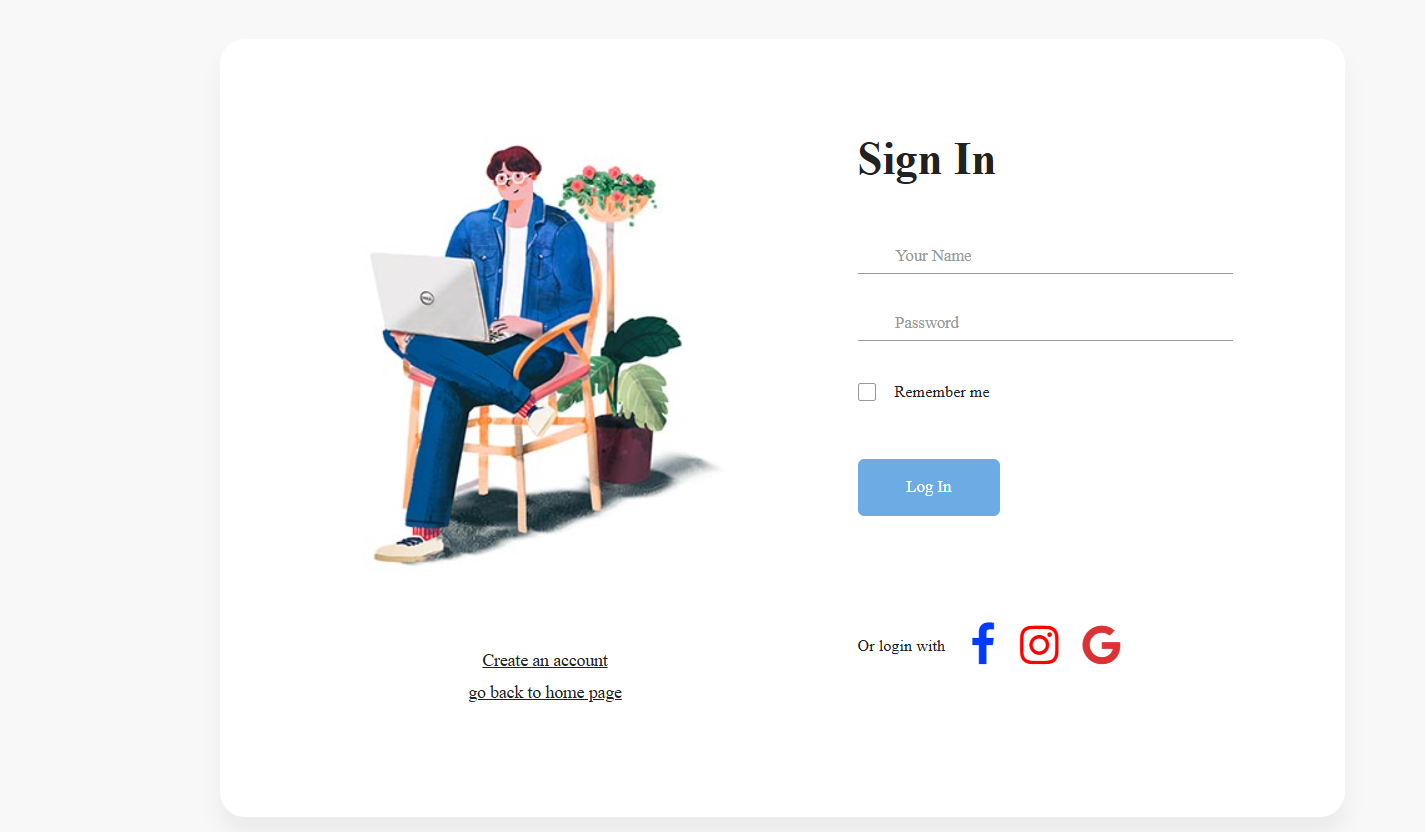 Sign In
Your Name
Password
Remember me
Log In
Or login with
Create an account
go back to home page